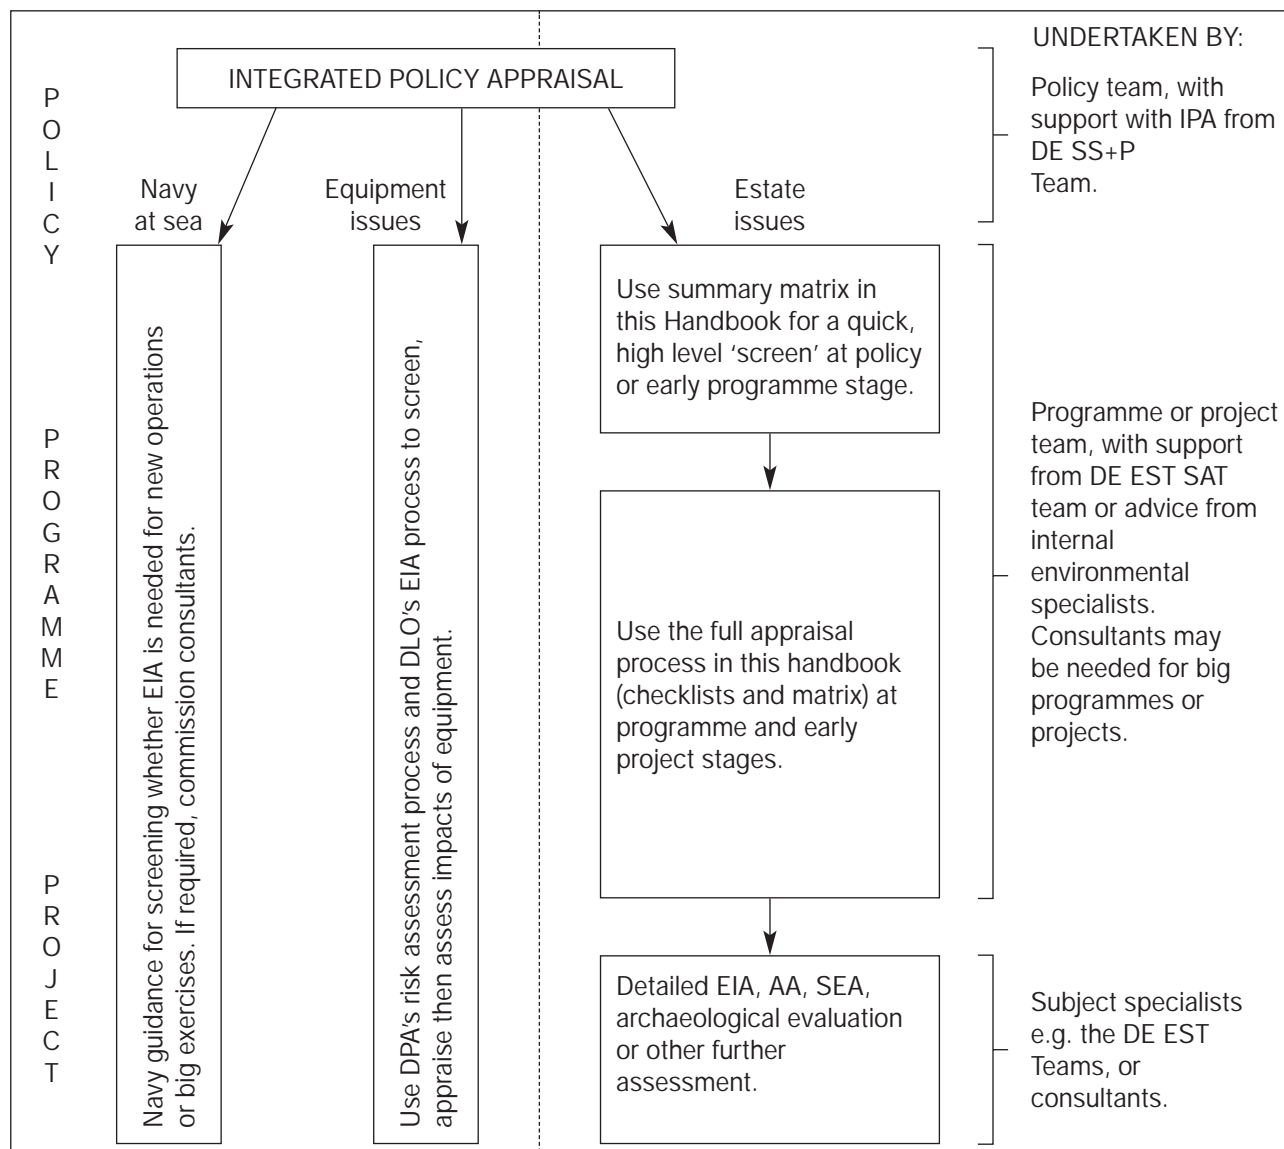 INTEGRATED POLICY APPRAISAL
UNDERTAKEN BY:
Policy team, with
support with IPA from
DE SS+P
Team.
POLICY
Navy
at sea
Equipment
issues
Estate
issues
Navy guidance for screening whether EIA is needed for new operations
or big exercises. If required, commission consultants.
Use DPA's risk assessment process and DLO's EIA process to screen,
appraise then assess impacts of equipment.
Use summary matrix in
this Handbook for a quick,
high level ‘screen’ at policy
or early programme stage.
PROGRAMME
Use the full appraisal
process in this handbook
(checklists and matrix) at
programme and early
project stages.
Programme or project
team, with support
from DE EST SAT
team or advice from
internal
environmental
specialists.
Consultants may
be needed for big
programmes or
projects.
PROJECT
Detailed EIA, AA, SEA,
archaeological evaluation
or other further
assessment.
Subject specialists
e.g. the DE EST
Teams, or
consultants.